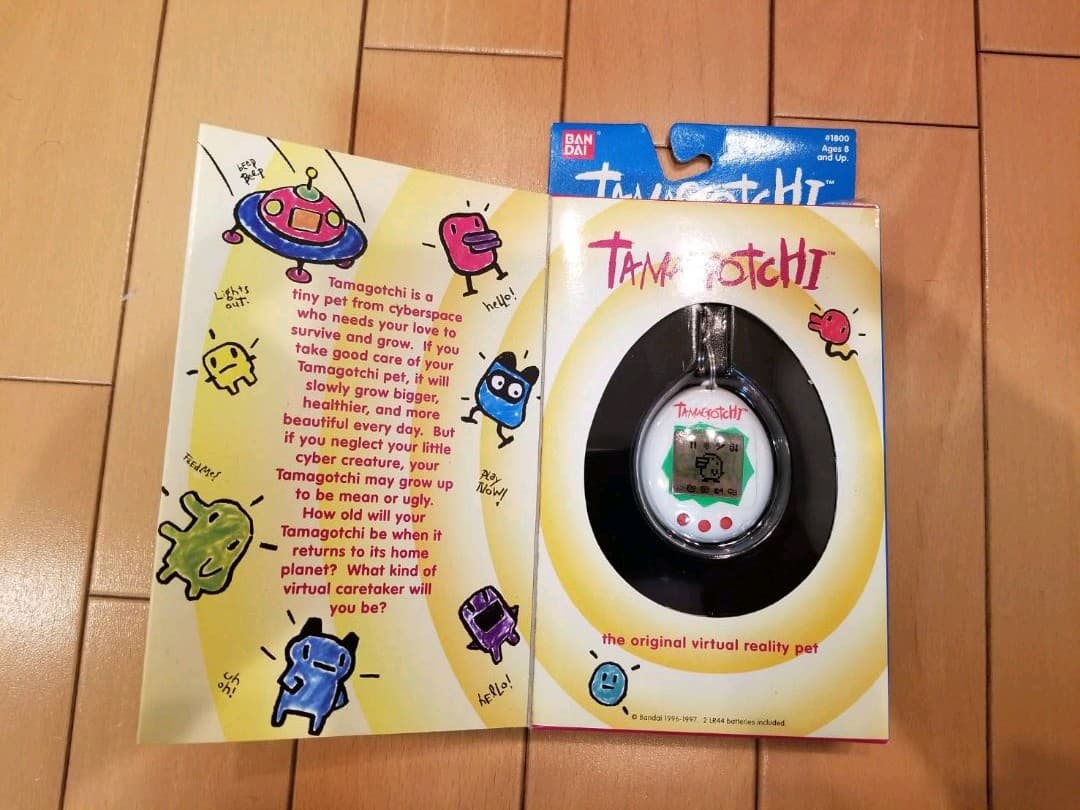 beep
beep
Lights
out!
Feed Me!
uh
oh!
hello!
Play
Now!
hELLo!
Tamagotchi is a
tiny pet from cyberspace
who needs your love to
survive and grow. If you
take good care of your
Tamagotchi pet, it will
slowly grow bigger,
healthier, and more
beautiful every day. But
if you neglect your little
cyber creature, your
Tamagotchi may grow up
to be mean or ugly.
How old will your
Tamagotchi be when it
returns to its home
planet? What kind of
virtual caretaker will
you be?
BAN
DAI
#1800
Ages 8
and Up.
TAMAGOTCHI™
TAMAGOTCHI™
TAMAGOTCHI
the original virtual reality pet
© Bandai 1996-1997. 2 LR44 batteries included.